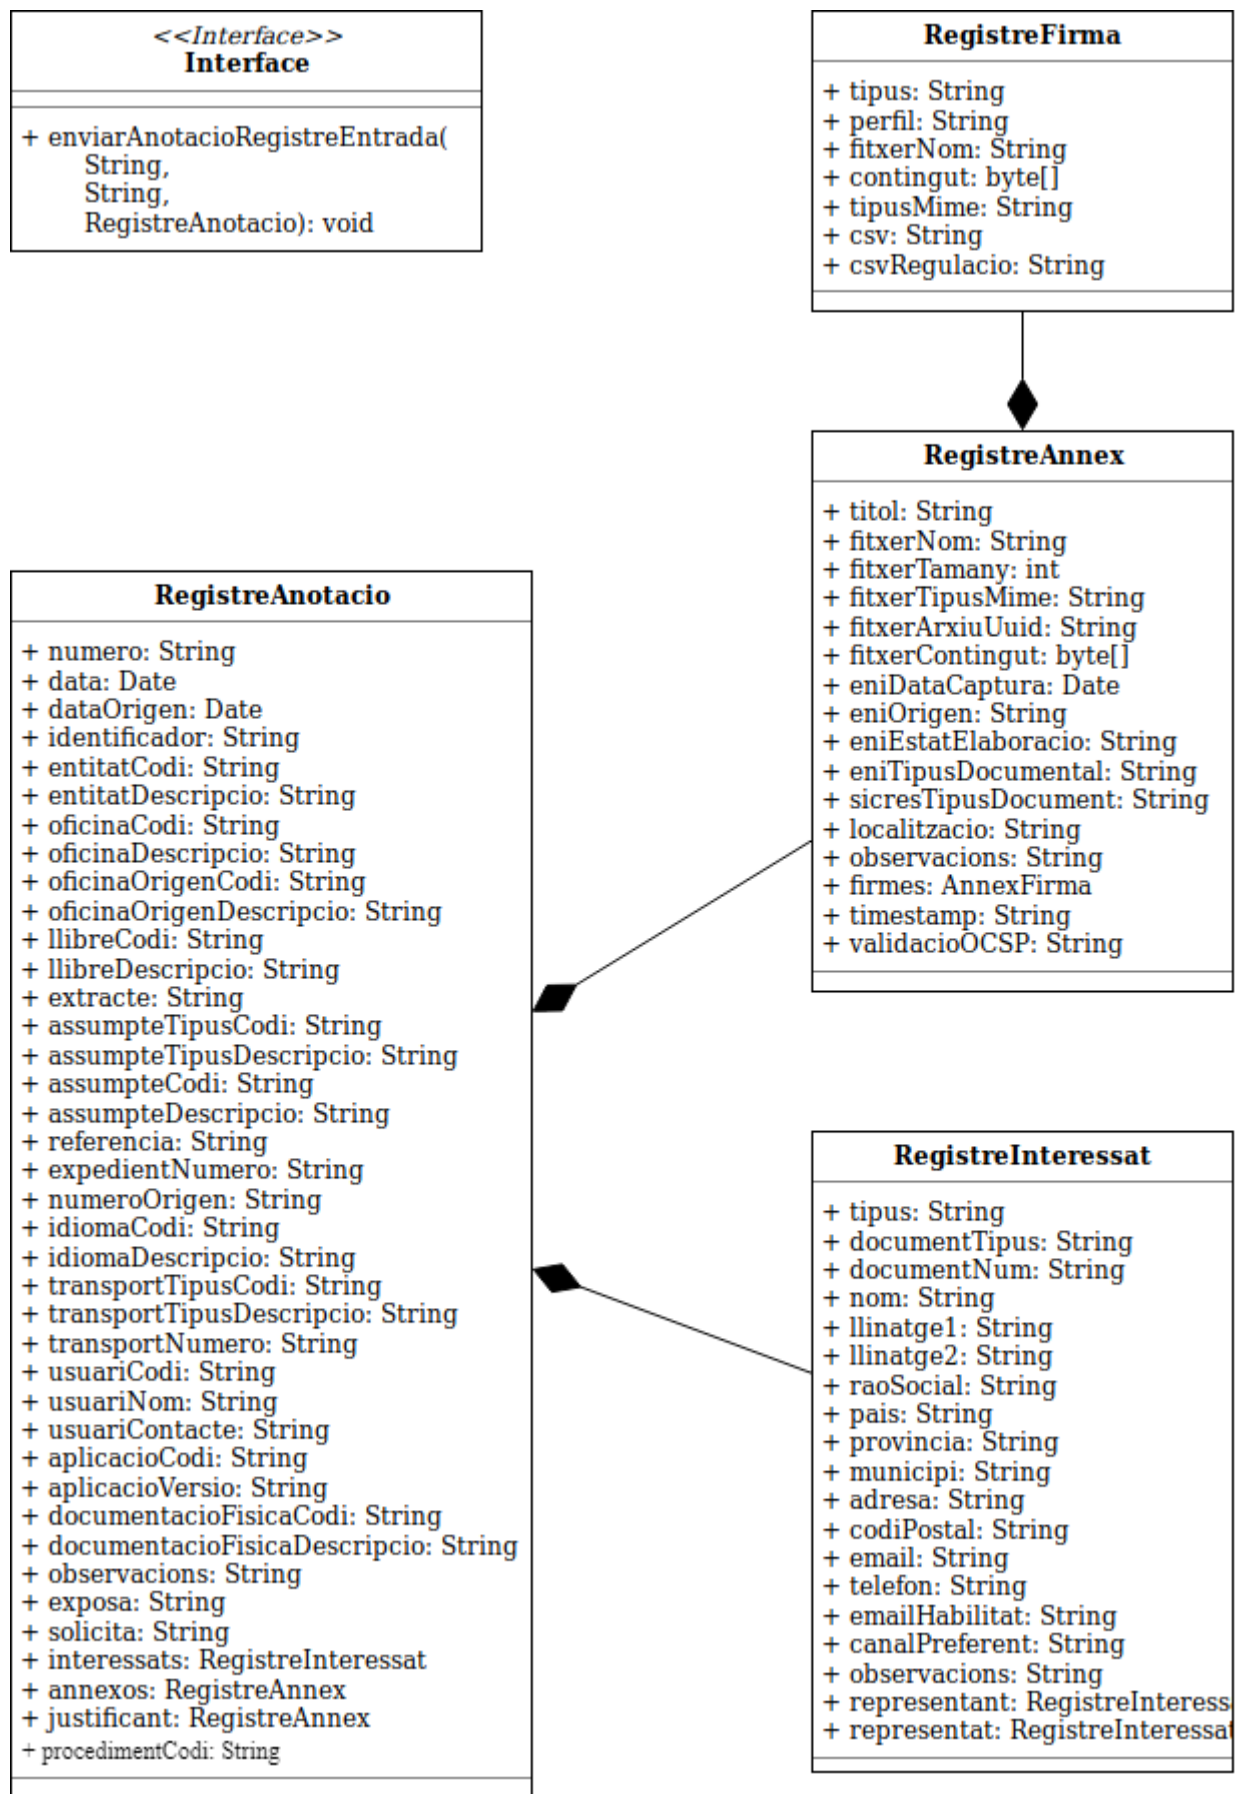 <<Interface>>
Interface
+ enviarAnotacioRegistreEntrada(
String,
String,
RegistreAnotacio): void
RegistreFirma
+ tipus: String
+ perfil: String
+ fitxerNom: String
+ contingut: byte[]
+ tipusMime: String
+ csv: String
+ csvRegulacio: String
RegistreAnnex
+ titol: String
+ fitxerNom: String
+ fitxerTamany: int
+ fitxerTipusMime: String
+ fitxerArxiuUuid: String
+ fitxerContingut: byte[]
+ eniDataCaptura: Date
+ eniOrigen: String
+ eniEstatElaboracio: String
+ eniTipusDocumental: String
+ sicresTipusDocument: String
+ localitzacio: String
+ observacions: String
+ firmes: AnnexFirma
+ timestamp: String
+ validacioOCSP: String
RegistreAnotacio
+ numero: String
+ data: Date
+ dataOrigen: Date
+ identificador: String
+ entitatCodi: String
+ entitatDescripcio: String
+ oficinaCodi: String
+ oficinaDescripcio: String
+ oficinaOrigenCodi: String
+ oficinaOrigenDescripcio: String
+ llibreCodi: String
+ llibreDescripcio: String
+ extracte: String
+ assumpteTipusCodi: String
+ assumpteTipusDescripcio: String
+ assumpteCodi: String
+ assumpteDescripcio: String
+ referencia: String
+ expedientNumero: String
+ numeroOrigen: String
+ idiomaCodi: String
+ idiomaDescripcio: String
+ transportTipusCodi: String
+ transportTipusDescripcio: String
+ transportNumero: String
+ usuariCodi: String
+ usuariNom: String
+ usuariContacte: String
+ aplicacioCodi: String
+ aplicacioVersio: String
+ documentacioFisicaCodi: String
+ documentacioFisicaDescripcio: String
+ observacions: String
+ exposa: String
+ solicita: String
+ interessats: RegistreInteressat
+ annexos: RegistreAnnex
+ justificant: RegistreAnnex
+ procedimentCodi: String
RegistreInteressat
+ tipus: String
+ documentTipus: String
+ documentNum: String
+ nom: String
+ llinatge1: String
+ llinatge2: String
+ raoSocial: String
+ pais: String
+ provincia: String
+ municipi: String
+ adresa: String
+ codiPostal: String
+ email: String
+ telefon: String
+ emailHabilitat: String
+ canalPreferent: String
+ observacions: String
+ representant: RegistreInteress
+ representat: RegistreInteressat